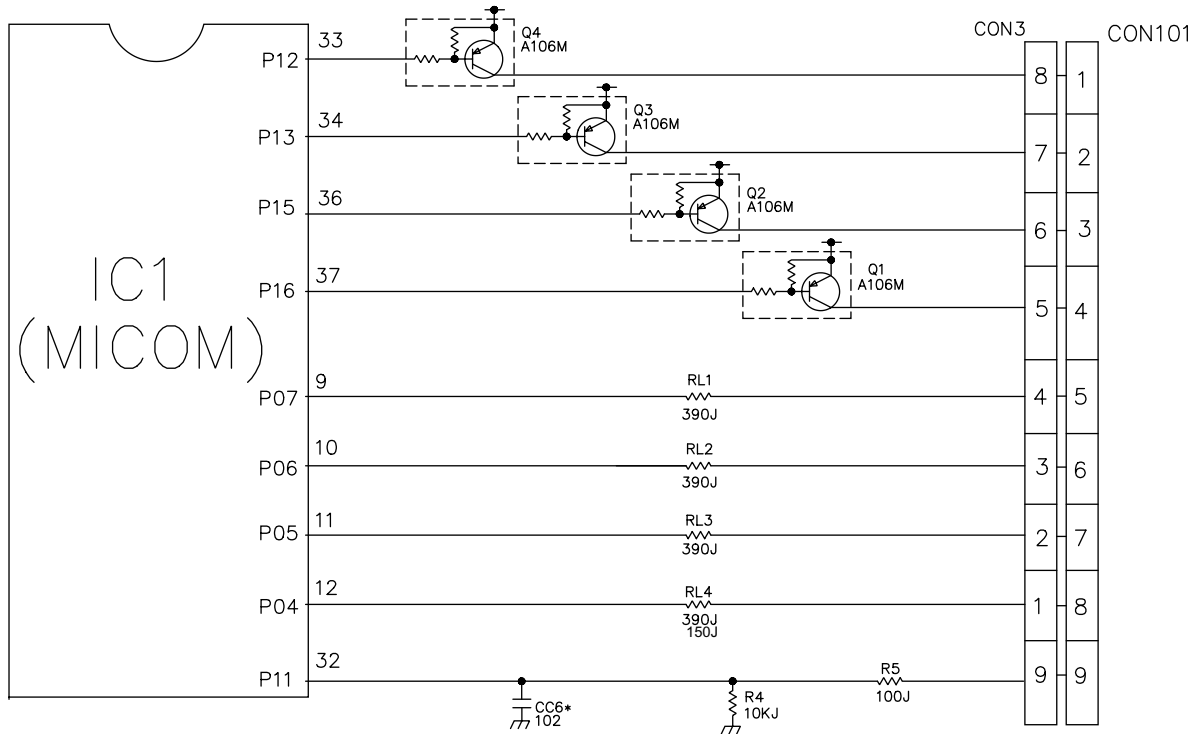 CON3 CON101
P12 33 Q4 A106M 8 1
P13 34 Q3 A106M 7 2
P15 36 Q2 A106M 6 3
P16 37 Q1 A106M 5 4
IC1
(MICOM)
P07 9 RL1 390J 4 5
P06 10 RL2 390J 3 6
P05 11 RL3 390J 2 7
P04 12 RL4 390J 150J 1 8
P11 32 CC6* 102 R4 10KJ R5 100J 9 9